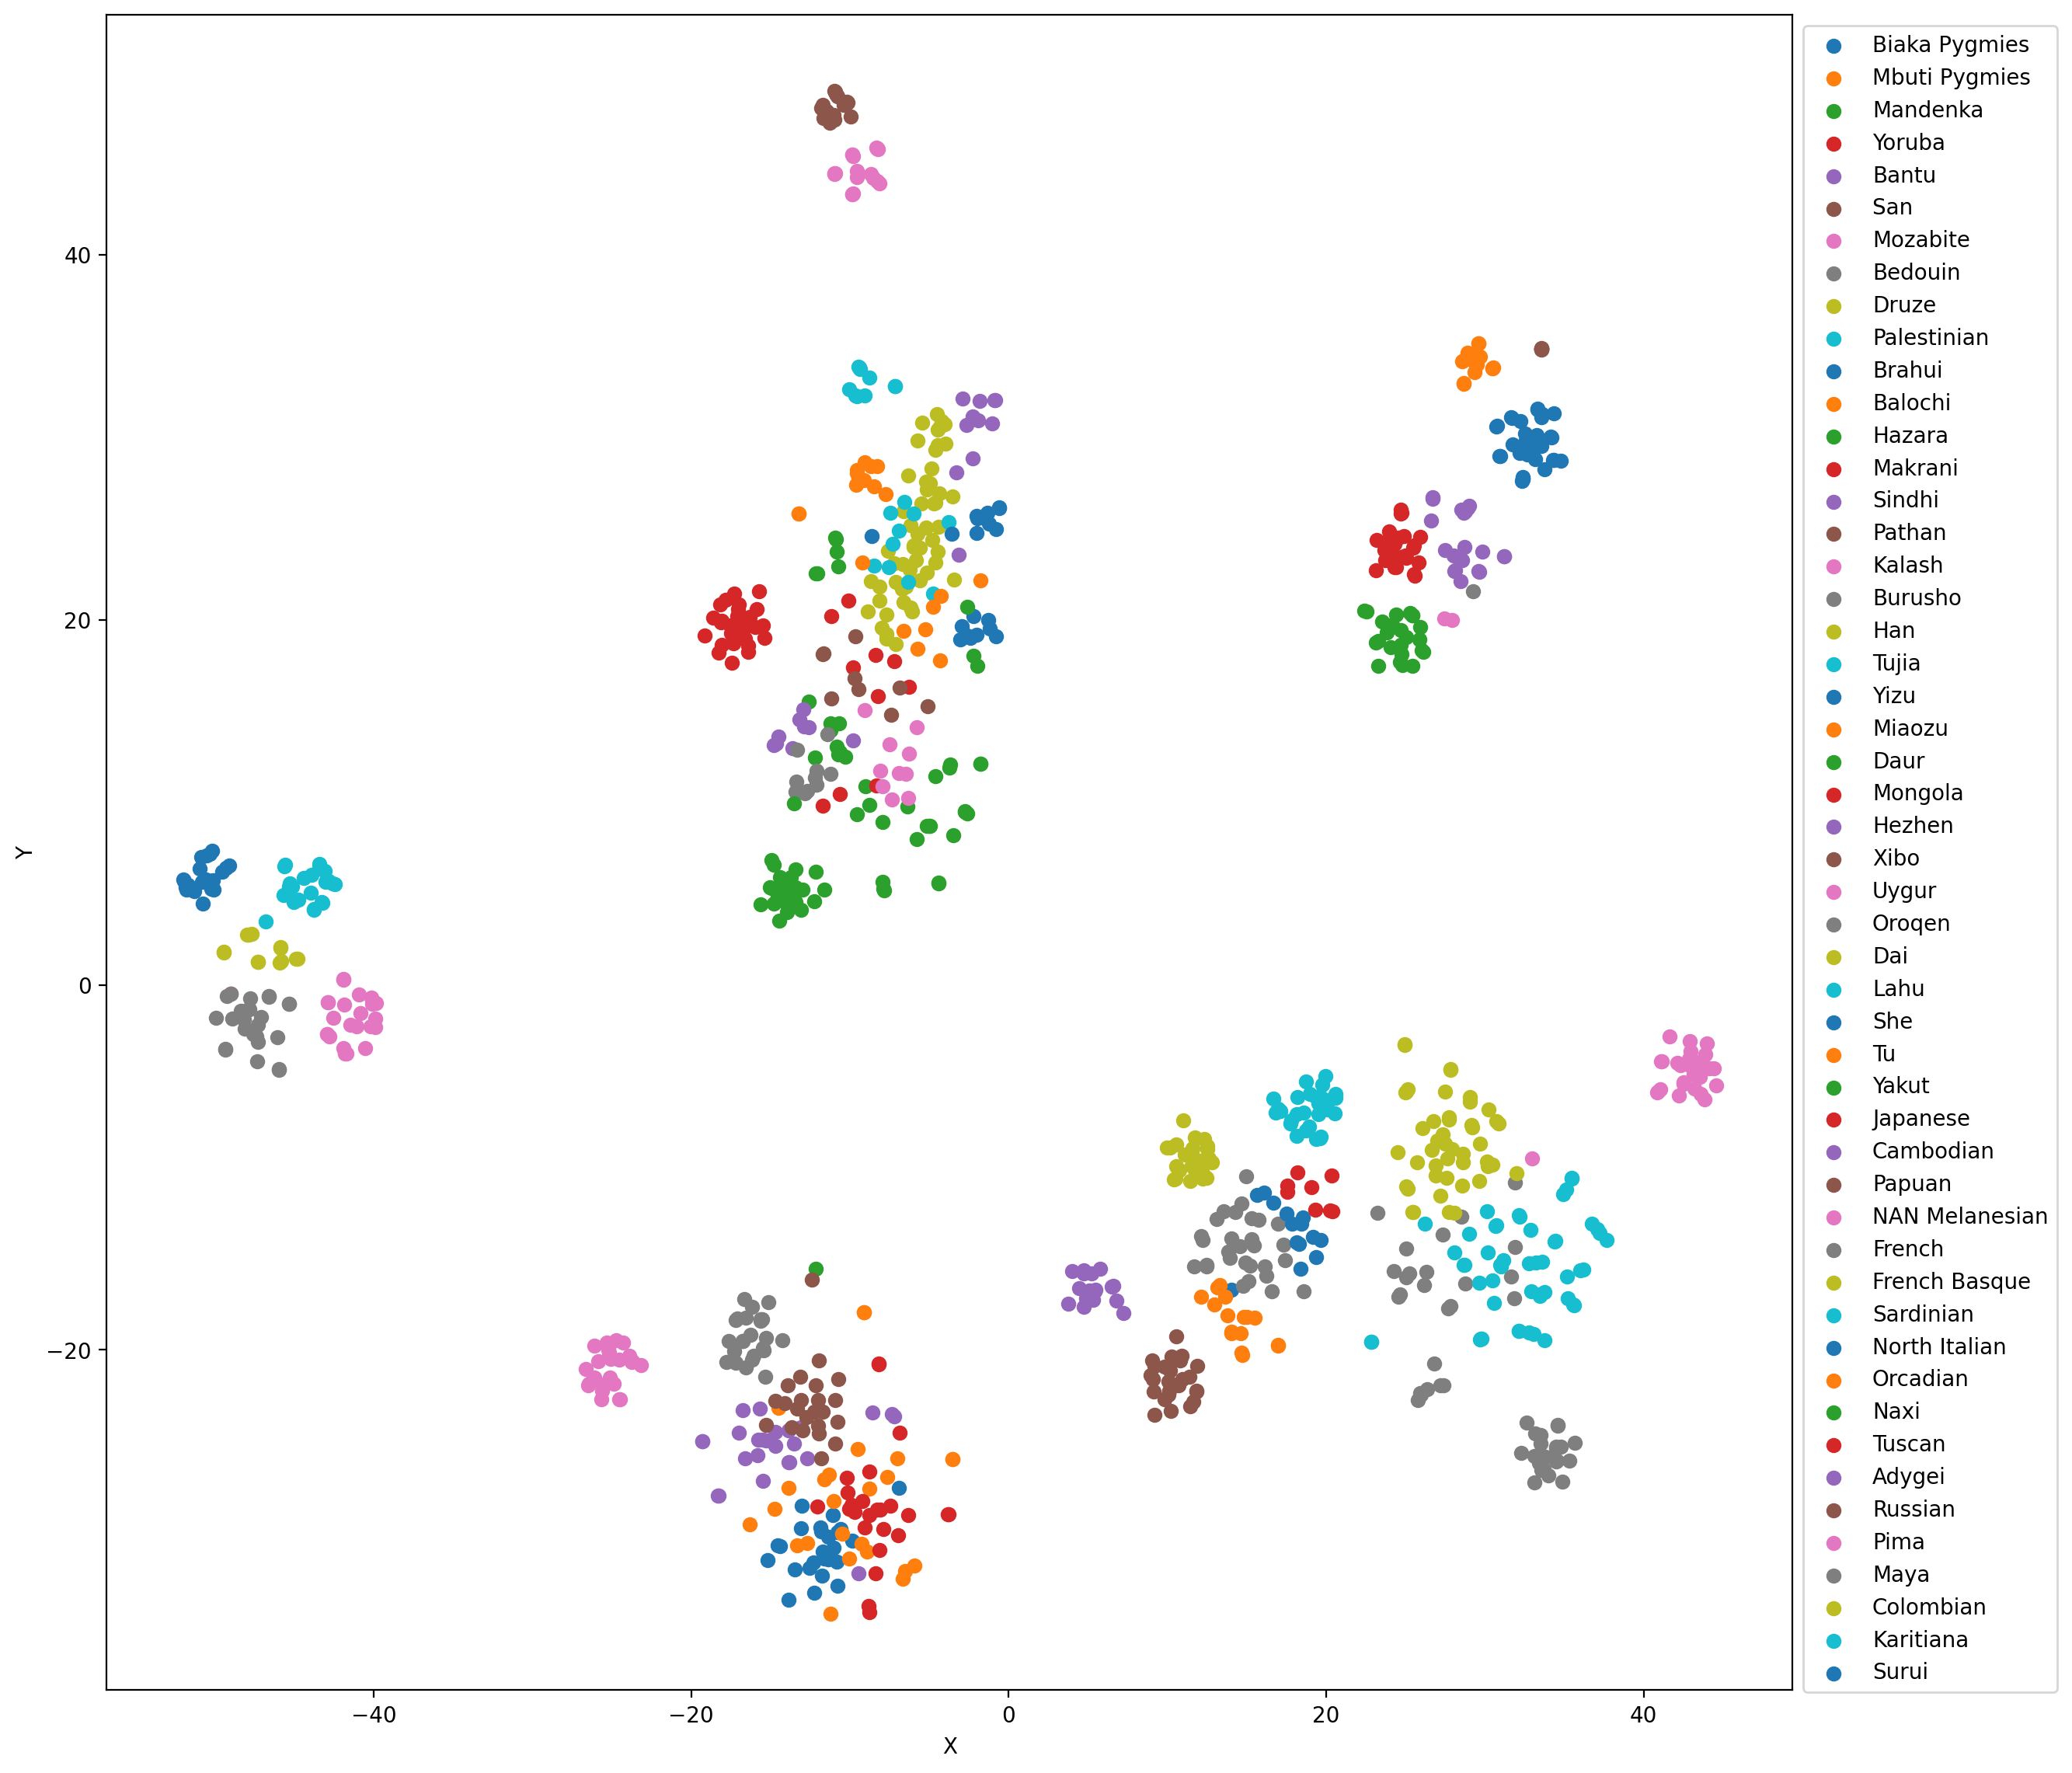 40
20
0
−20
−40
−20
0
20
40
X
Y
Biaka Pygmies
Mbuti Pygmies
Mandenka
Yoruba
Bantu
San
Mozabite
Bedouin
Druze
Palestinian
Brahui
Balochi
Hazara
Makrani
Sindhi
Pathan
Kalash
Burusho
Han
Tujia
Yizu
Miaozu
Daur
Mongola
Hezhen
Xibo
Uygur
Oroqen
Dai
Lahu
She
Tu
Yakut
Japanese
Cambodian
Papuan
NAN Melanesian
French
French Basque
Sardinian
North Italian
Orcadian
Naxi
Tuscan
Adygei
Russian
Pima
Maya
Colombian
Karitiana
Surui